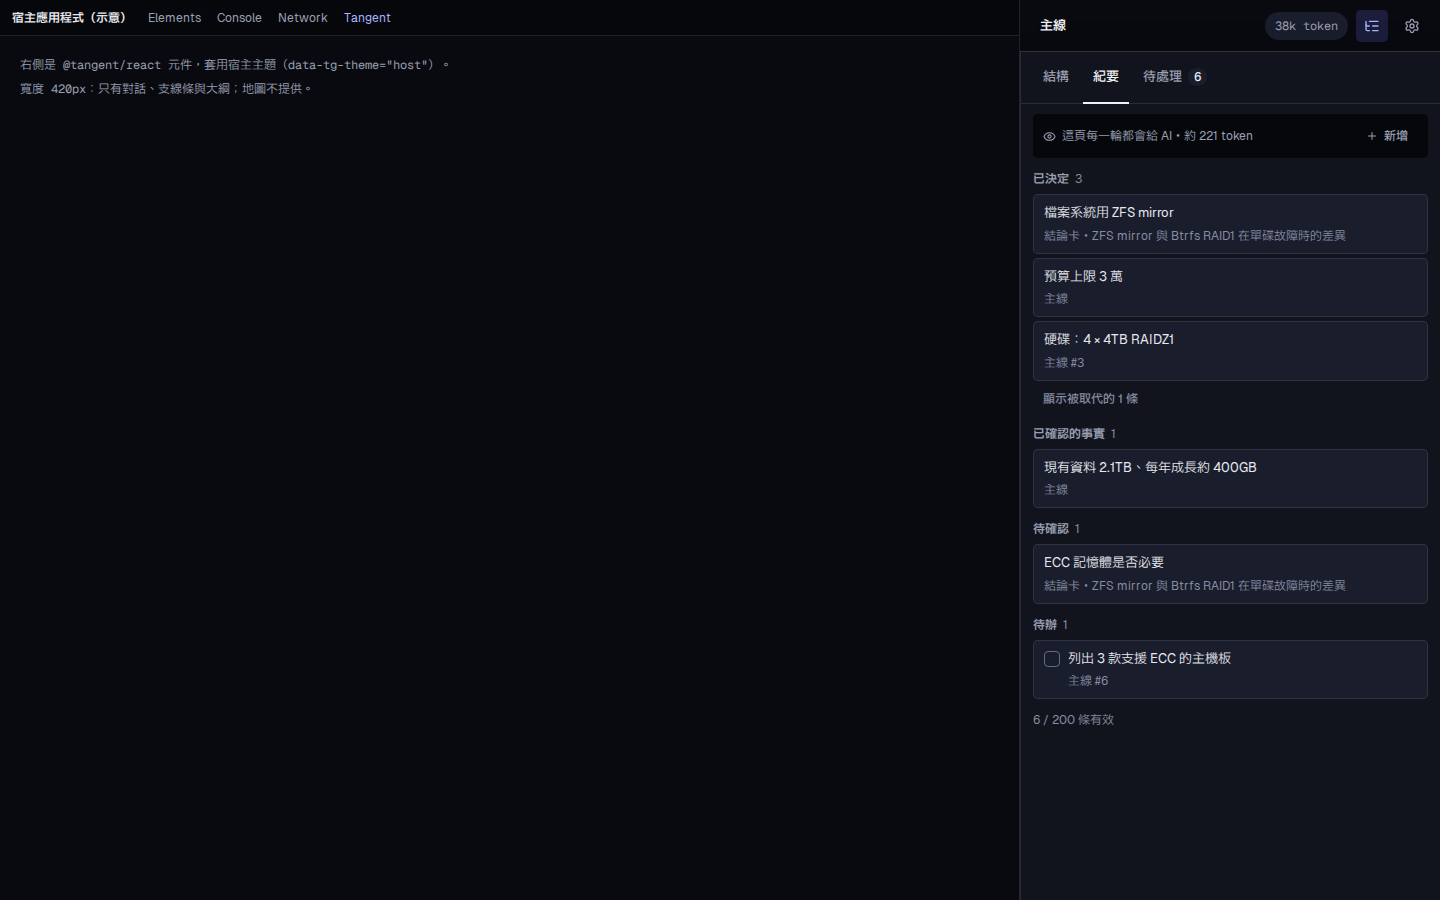 宿主應用程式（示意） Elements Console Network Tangent
右側是 @tangent/react 元件，套用宿主主題（data-tg-theme="host"）。
寬度 420px：只有對話、支線條與大綱；地圖不提供。
主線 38k token
結構 紀要 待處理 6
這頁每一輪都會給 AI・約 221 token + 新增
已決定 3
檔案系統用 ZFS mirror
結論卡・ZFS mirror 與 Btrfs RAID1 在單碟故障時的差異
預算上限 3 萬
主線
硬碟：4 × 4TB RAIDZ1
主線 #3
顯示被取代的 1 條
已確認的事實 1
現有資料 2.1TB、每年成長約 400GB
主線
待確認 1
ECC 記憶體是否必要
結論卡・ZFS mirror 與 Btrfs RAID1 在單碟故障時的差異
待辦 1
列出 3 款支援 ECC 的主機板
主線 #6
6 / 200 條有效